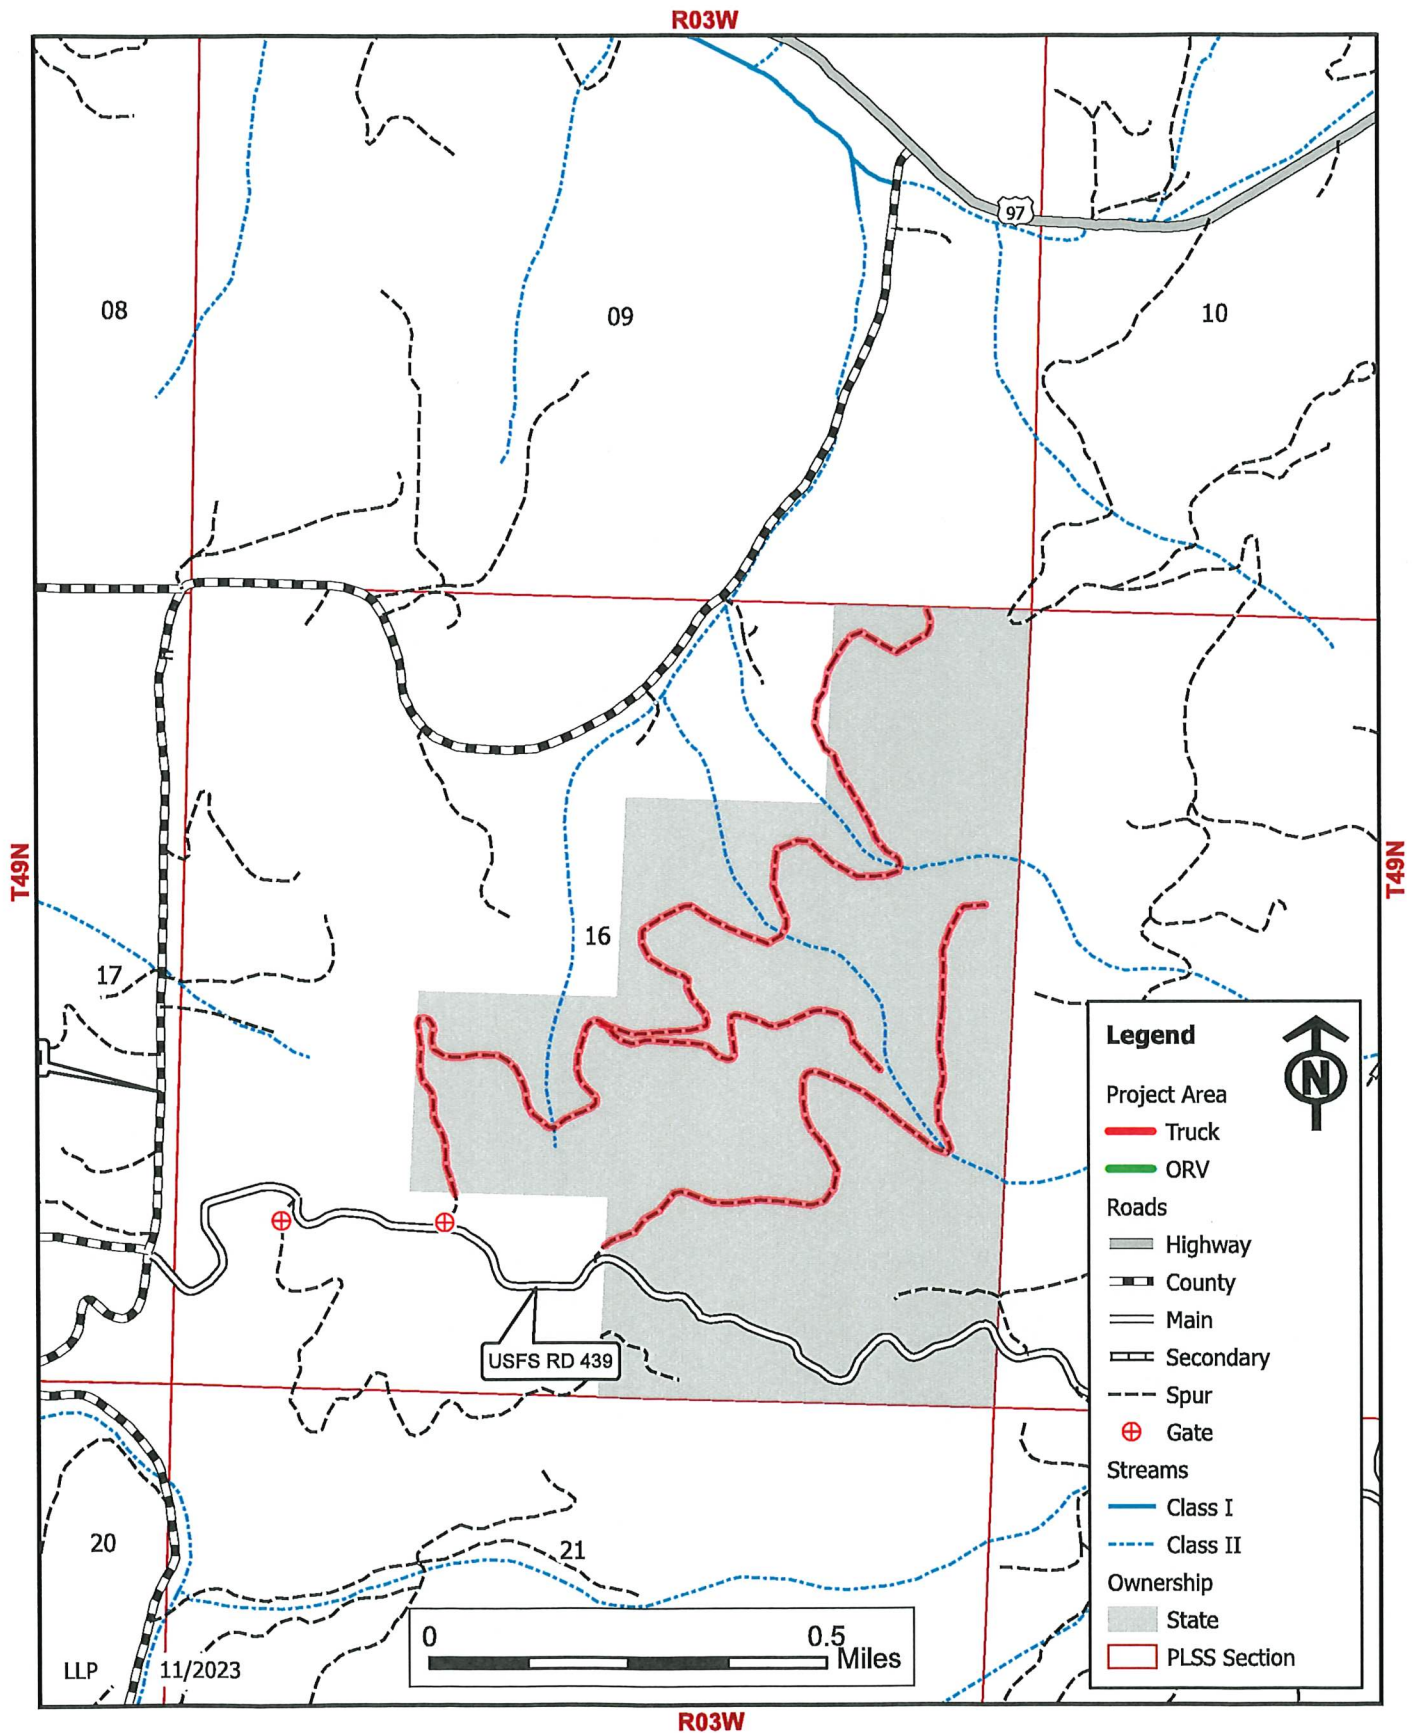 R03W
97
08
09
10
T49N
T49N
16
17
Legend
N
Project Area
Truck
ORV
Roads
Highway
County
Main
Secondary
Spur
Gate
Streams
Class I
Class II
Ownership
State
PLSS Section
USFS RD 439
20
21
0
0.5
Miles
LLP
11/2023
R03W